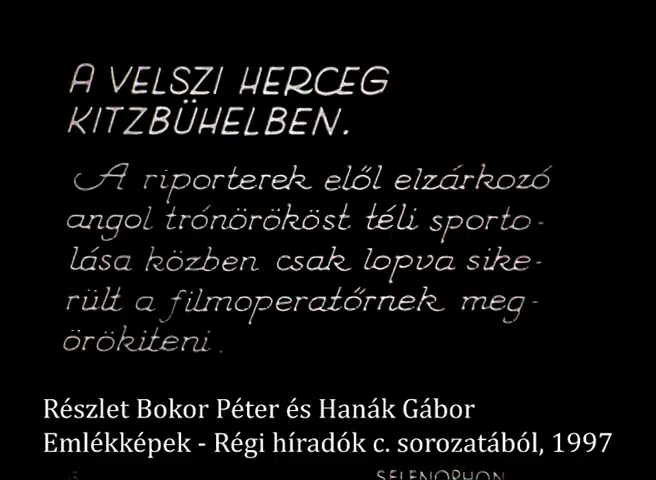 A VELSZI HERCEG
KITZBÜHELBEN.
A riporterek elől elzárkozó
angol trónörököst téli sporto-
lása közben csak lopva sike-
rült a filmoperatőrnek meg-
örökiteni.
Részlet Bokor Péter és Hanák Gábor
Emlékképek - Régi híradók c. sorozatából, 1997
SELENOPHON